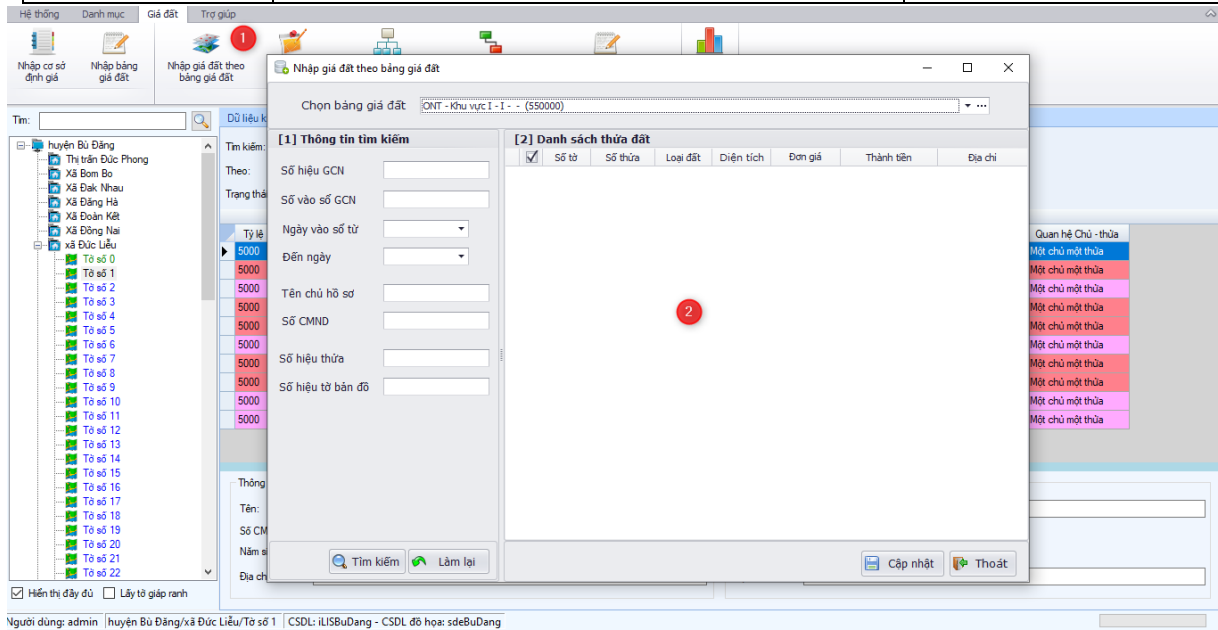 Hệ thống Danh mục Giá đất Trợ giúp
1
Nhập cơ sở định giá
Nhập bảng giá đất
Nhập giá đất theo bảng giá đất
Tìm:
huyện Bù Đăng
Thị trấn Đức Phong
Xã Bom Bo
Xã Đak Nhau
Xã Đăng Hà
Xã Đoàn Kết
Xã Đồng Nai
xã Đức Liễu
Tờ số 0
Tờ số 1
Tờ số 2
Tờ số 3
Tờ số 4
Tờ số 5
Tờ số 6
Tờ số 7
Tờ số 8
Tờ số 9
Tờ số 10
Tờ số 11
Tờ số 12
Tờ số 13
Tờ số 14
Tờ số 15
Tờ số 16
Tờ số 17
Tờ số 18
Tờ số 19
Tờ số 20
Tờ số 21
Tờ số 22
Hiển thị đầy đủ Lấy tờ giáp ranh
Dữ liệu k
Tìm kiếm:
Theo:
Trạng thái
Tỷ lệ
5000
5000
5000
5000
5000
5000
5000
5000
5000
5000
Thông
Tên:
Số CM
Năm si
Địa ch
Nhập giá đất theo bảng giá đất
Chọn bảng giá đất ONT - Khu vực I - I - - (550000)
[1] Thông tin tìm kiếm
Số hiệu GCN
Số vào sổ GCN
Ngày vào sổ từ
Đến ngày
Tên chủ hồ sơ
Số CMND
Số hiệu thửa
Số hiệu tờ bản đồ
Tìm kiếm Làm lại
[2] Danh sách thửa đất
Số tờ Số thửa Loại đất Diện tích Đơn giá Thành tiền Địa chỉ
2
Cập nhật Thoát
Quan hệ Chủ - thửa
Một chủ một thửa
Một chủ một thửa
Một chủ một thửa
Một chủ một thửa
Một chủ một thửa
Một chủ một thửa
Một chủ một thửa
Một chủ một thửa
Một chủ một thửa
Một chủ một thửa
Người dùng: admin huyện Bù Đăng/xã Đức Liễu/Tờ số 1 CSDL: iLISBuDang - CSDL đồ họa: sdeBuDang